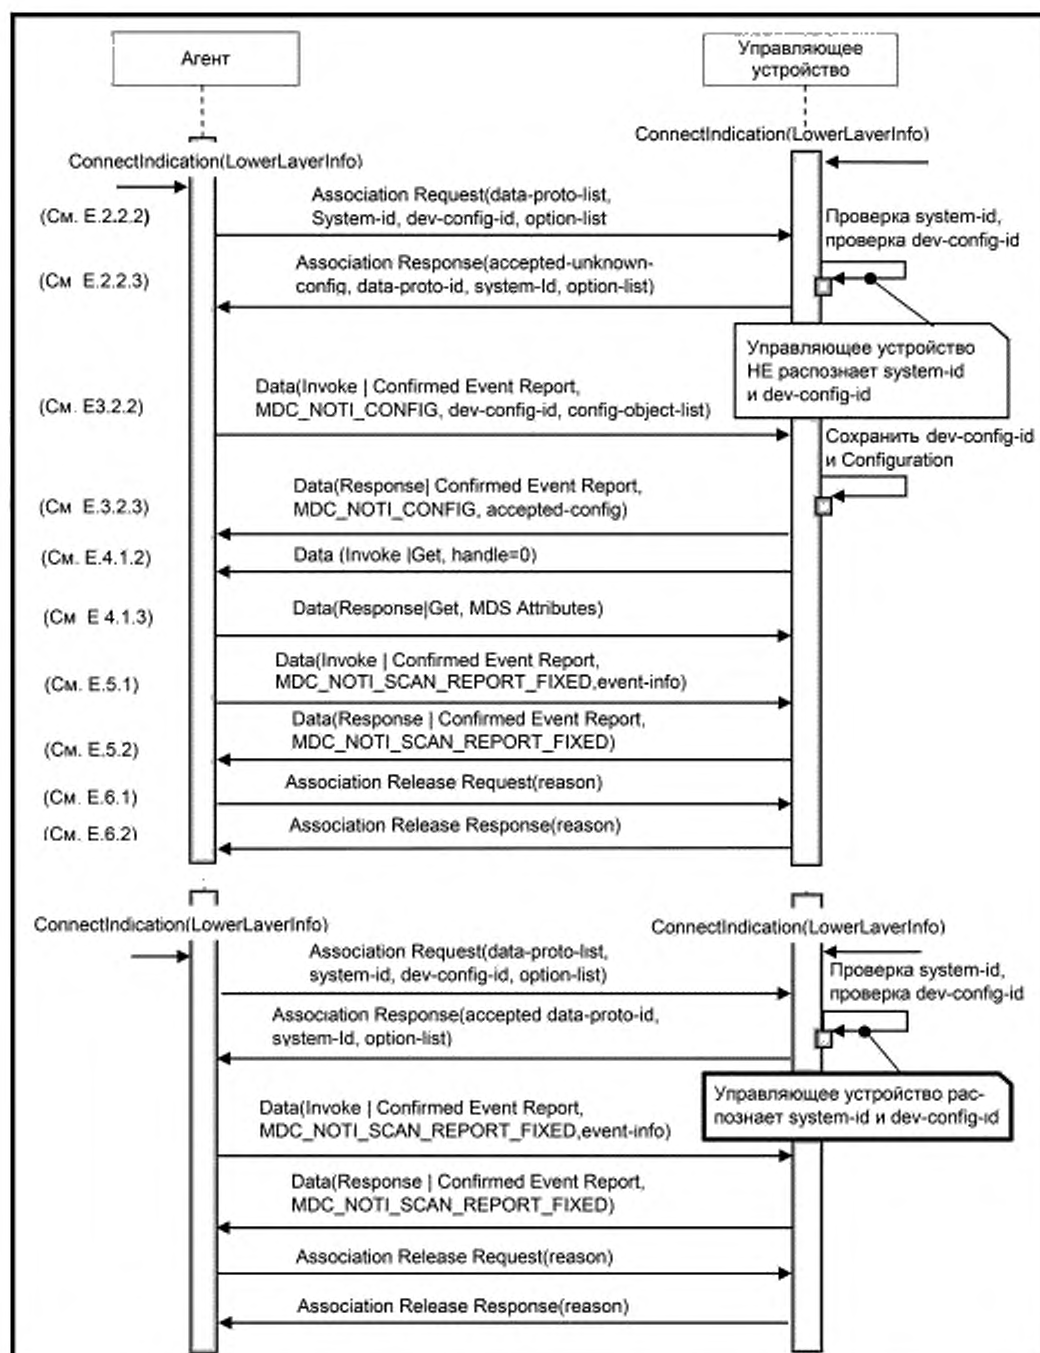 Агент
Управляющее
устройство
ConnectIndication(LowerLayerInfo)
ConnectIndication(LowerLayerInfo)
(См. E.2.2.2)
Association Request(data-proto-list,
System-id, dev-config-id, option-list
Проверка system-id,
проверка dev-config-id
(См E.2.2.3)
Association Response(accepted-unknown-
config, data-proto-id, system-Id, option-list)
Управляющее устройство
НЕ распознает system-id
и dev-config-id
(См. E3.2.2)
Data(Invoke | Confirmed Event Report,
MDC_NOTI_CONFIG, dev-config-id, config-object-list)
Сохранить dev-config-id
и Configuration
(См E.3.2.3)
Data(Response| Confirmed Event Report,
MDC_NOTI_CONFIG, accepted-config)
(См. E.4.1.2)
Data (Invoke |Get, handle=0)
(См E 4.1.3)
Data(Response|Get, MDS Attributes)
(См. E.5.1)
Data(Invoke | Confirmed Event Report,
MDC_NOTI_SCAN_REPORT_FIXED,event-info)
(См. E.5.2)
Data(Response | Confirmed Event Report,
MDC_NOTI_SCAN_REPORT_FIXED)
(См. E.6.1)
Association Release Request(reason)
(См. E.6.2)
Association Release Response(reason)
ConnectIndication(LowerLayerInfo)
ConnectIndication(LowerLayerInfo)
Association Request(data-proto-list,
system-id, dev-config-id, option-list)
Проверка system-id,
проверка dev-config-id
Association Response(accepted data-proto-id,
system-Id, option-list)
Управляющее устройство рас-
познает system-id и dev-config-id
Data(Invoke | Confirmed Event Report,
MDC_NOTI_SCAN_REPORT_FIXED,event-info)
Data(Response | Confirmed Event Report,
MDC_NOTI_SCAN_REPORT_FIXED)
Association Release Request(reason)
Association Release Response(reason)